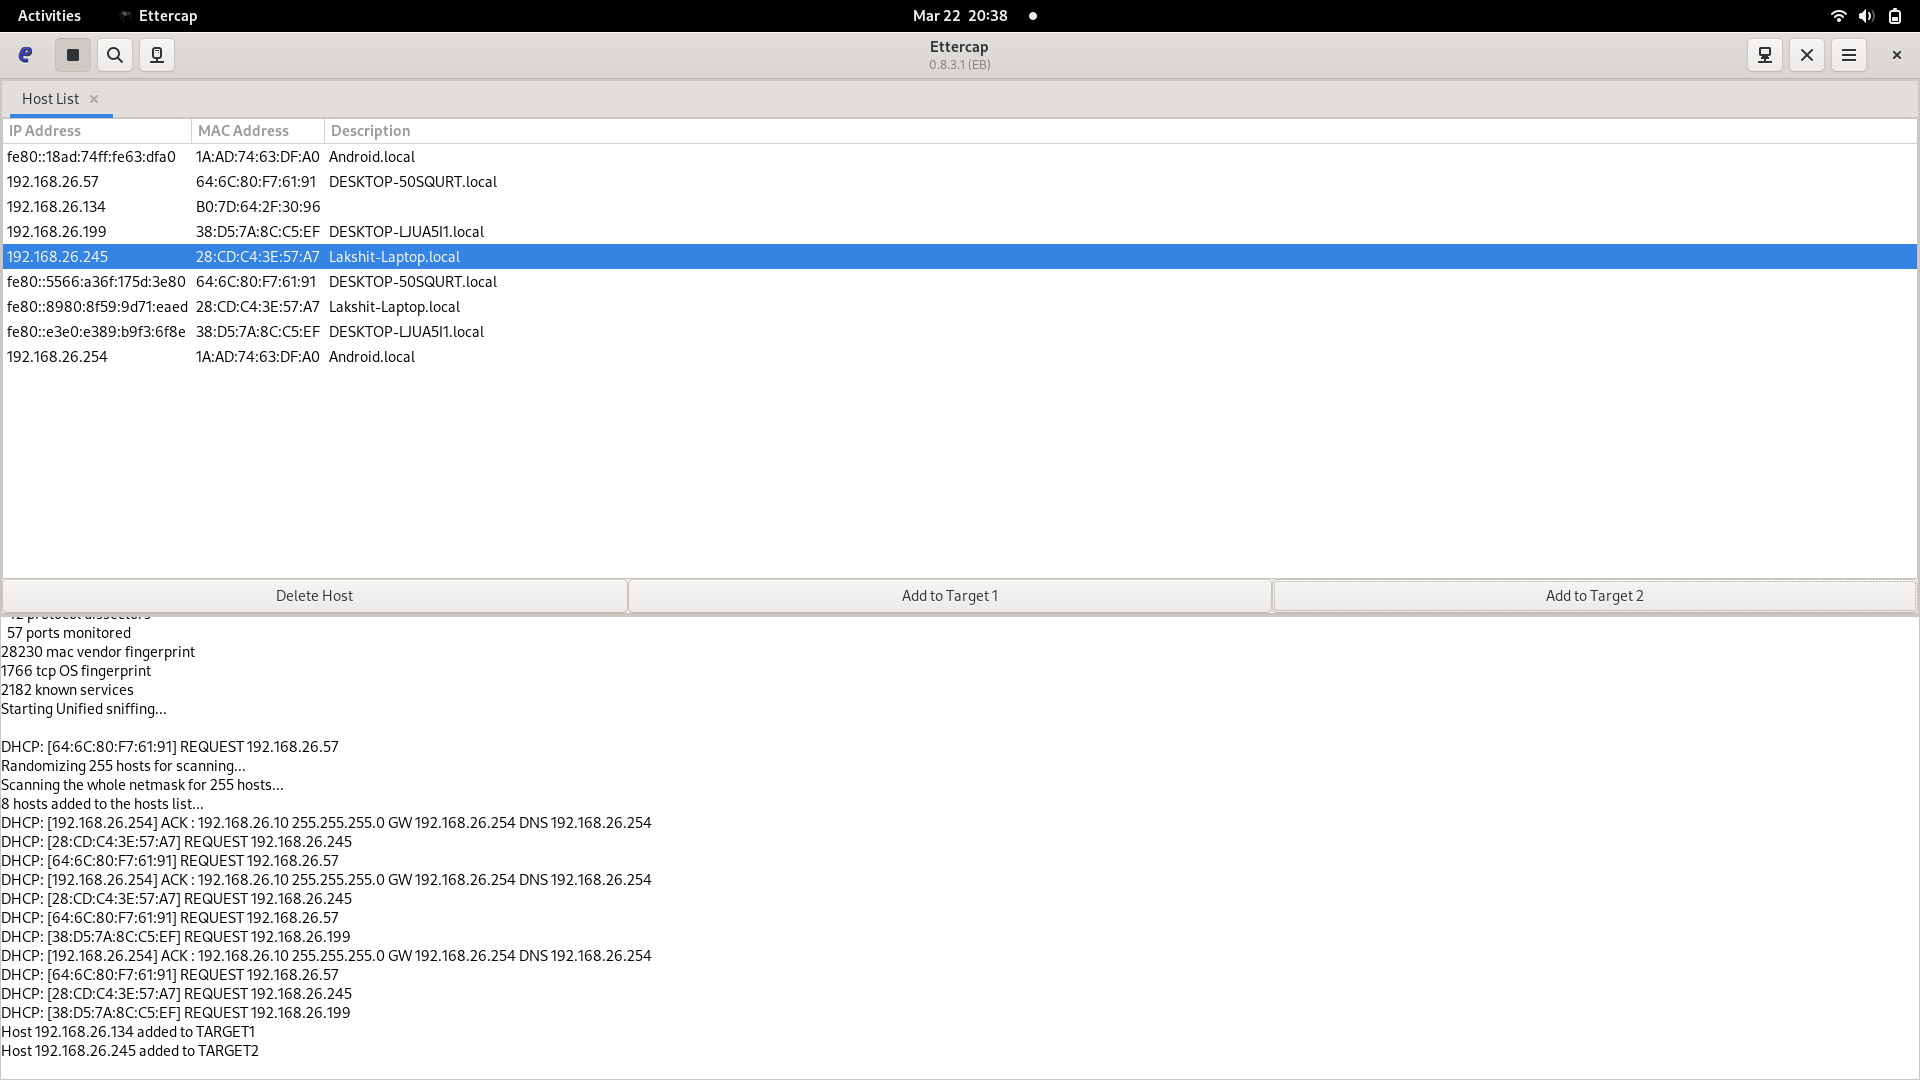 Activities Ettercap Mar 22 20:38
Ettercap
0.8.3.1 (EB)
Host List
IP Address MAC Address Description
fe80::18ad:74ff:fe63:dfa0 1A:AD:74:63:DF:A0 Android.local
192.168.26.57 64:6C:80:F7:61:91 DESKTOP-50SQURT.local
192.168.26.134 B0:7D:64:2F:30:96
192.168.26.199 38:D5:7A:8C:C5:EF DESKTOP-LJUA5I1.local
192.168.26.245 28:CD:C4:3E:57:A7 Lakshit-Laptop.local
fe80::5566:a36f:175d:3e80 64:6C:80:F7:61:91 DESKTOP-50SQURT.local
fe80::8980:8f59:9d71:eaed 28:CD:C4:3E:57:A7 Lakshit-Laptop.local
fe80::e3e0:e389:b9f3:6f8e 38:D5:7A:8C:C5:EF DESKTOP-LJUA5I1.local
192.168.26.254 1A:AD:74:63:DF:A0 Android.local
Delete Host Add to Target 1 Add to Target 2
protocol dissectors
57 ports monitored
28230 mac vendor fingerprint
1766 tcp OS fingerprint
2182 known services
Starting Unified sniffing...
DHCP: [64:6C:80:F7:61:91] REQUEST 192.168.26.57
Randomizing 255 hosts for scanning...
Scanning the whole netmask for 255 hosts...
8 hosts added to the hosts list...
DHCP: [192.168.26.254] ACK : 192.168.26.10 255.255.255.0 GW 192.168.26.254 DNS 192.168.26.254
DHCP: [28:CD:C4:3E:57:A7] REQUEST 192.168.26.245
DHCP: [64:6C:80:F7:61:91] REQUEST 192.168.26.57
DHCP: [192.168.26.254] ACK : 192.168.26.10 255.255.255.0 GW 192.168.26.254 DNS 192.168.26.254
DHCP: [28:CD:C4:3E:57:A7] REQUEST 192.168.26.245
DHCP: [64:6C:80:F7:61:91] REQUEST 192.168.26.57
DHCP: [38:D5:7A:8C:C5:EF] REQUEST 192.168.26.199
DHCP: [192.168.26.254] ACK : 192.168.26.10 255.255.255.0 GW 192.168.26.254 DNS 192.168.26.254
DHCP: [64:6C:80:F7:61:91] REQUEST 192.168.26.57
DHCP: [28:CD:C4:3E:57:A7] REQUEST 192.168.26.245
DHCP: [38:D5:7A:8C:C5:EF] REQUEST 192.168.26.199
Host 192.168.26.134 added to TARGET1
Host 192.168.26.245 added to TARGET2